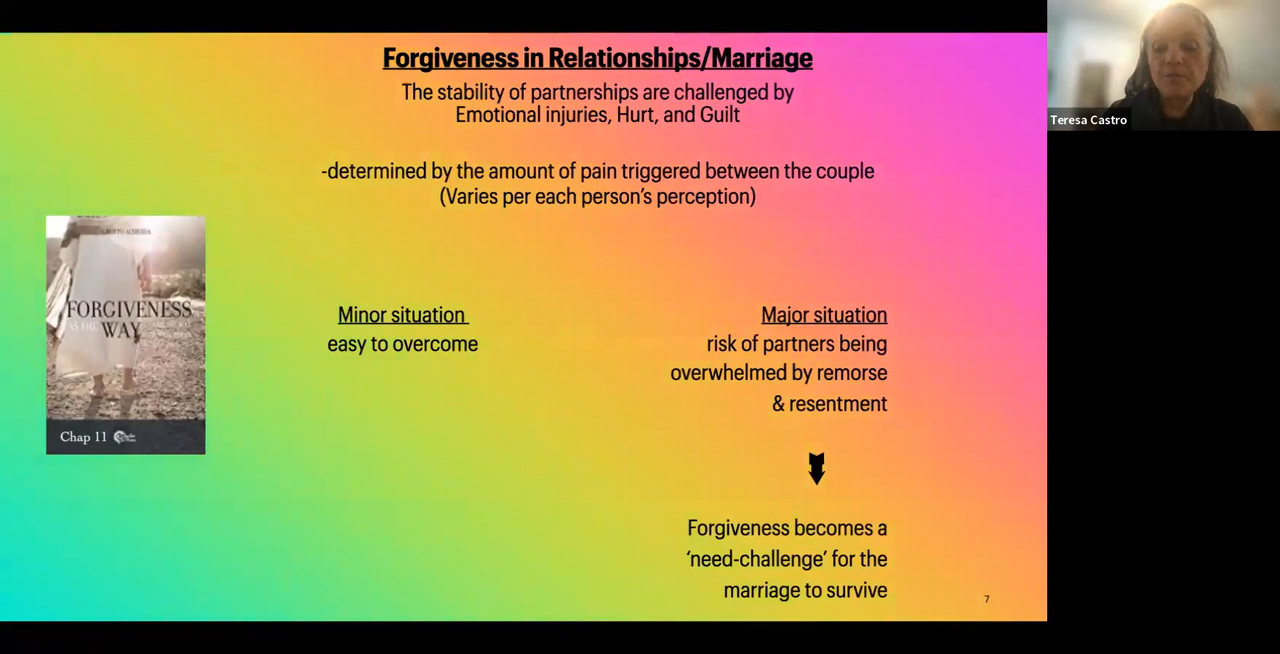 Forgiveness in Relationships/Marriage
The stability of partnerships are challenged by
Emotional injuries, Hurt, and Guilt
-determined by the amount of pain triggered between the couple
(Varies per each person's perception)
FORGIVENESS
AS THE WAY
Chap 11
Minor situation
easy to overcome
Major situation
risk of partners being
overwhelmed by remorse
& resentment
Forgiveness becomes a
‘need-challenge’ for the
marriage to survive
7
Teresa Castro